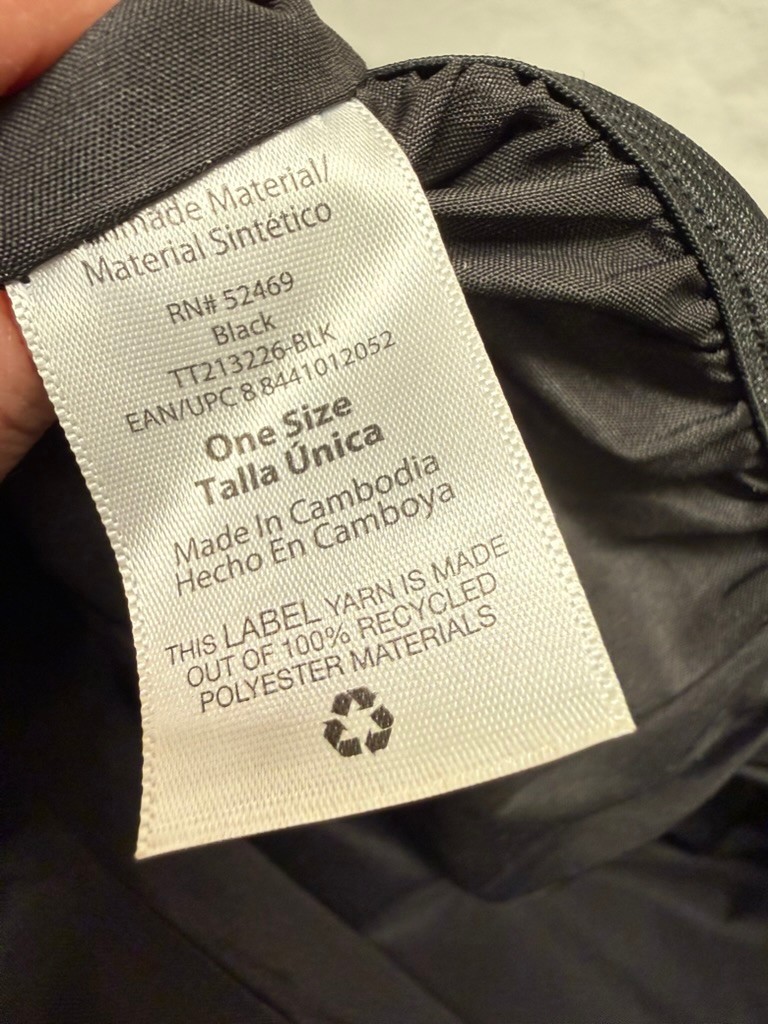 Material/
Material Sintético
RN# 52469
Black
TT213226-BLK
EAN/UPC 8 8441012052
One Size
Talla Única
Made In Cambodia
Hecho En Camboya
THIS LABEL YARN IS MADE
OUT OF 100% RECYCLED
POLYESTER MATERIALS